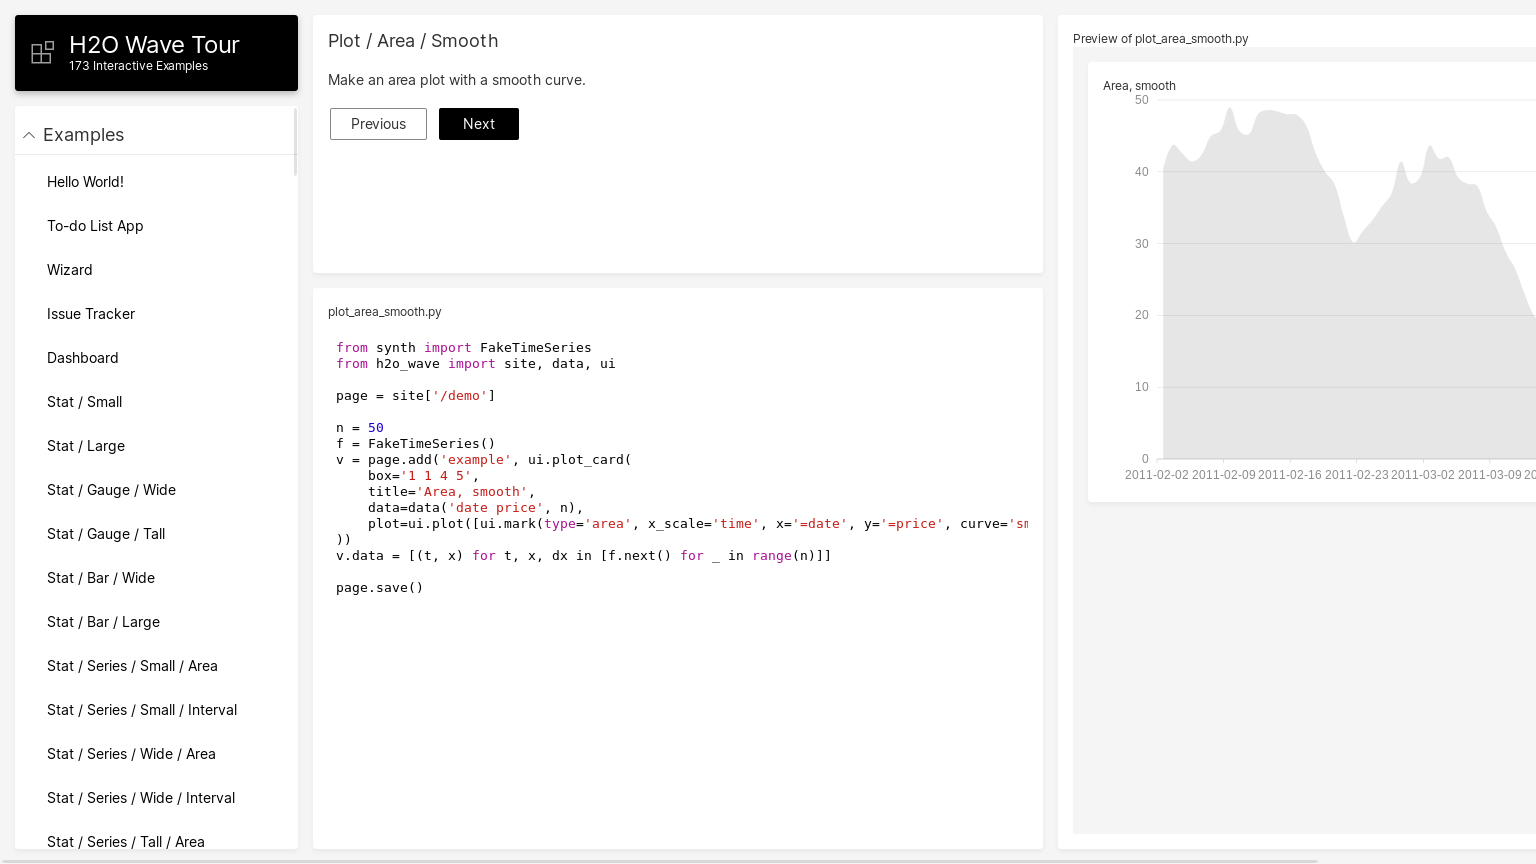 H2O Wave Tour
173 Interactive Examples
Examples
Hello World!
To-do List App
Wizard
Issue Tracker
Dashboard
Stat / Small
Stat / Large
Stat / Gauge / Wide
Stat / Gauge / Tall
Stat / Bar / Wide
Stat / Bar / Large
Stat / Series / Small / Area
Stat / Series / Small / Interval
Stat / Series / Wide / Area
Stat / Series / Wide / Interval
Stat / Series / Tall / Area
Plot / Area / Smooth
Make an area plot with a smooth curve.
Previous Next
plot_area_smooth.py
from synth import FakeTimeSeries
from h2o_wave import site, data, ui
page = site['/demo']
n = 50
f = FakeTimeSeries()
v = page.add('example', ui.plot_card(
    box='1 1 4 5',
    title='Area, smooth',
    data=data('date price', n),
    plot=ui.plot([ui.mark(type='area', x_scale='time', x='=date', y='=price', curve='sm
))
v.data = [(t, x) for t, x, dx in [f.next() for _ in range(n)]]
page.save()
Preview of plot_area_smooth.py
Area, smooth
50
40
30
20
10
0
2011-02-02 2011-02-09 2011-02-16 2011-02-23 2011-03-02 2011-03-09 20